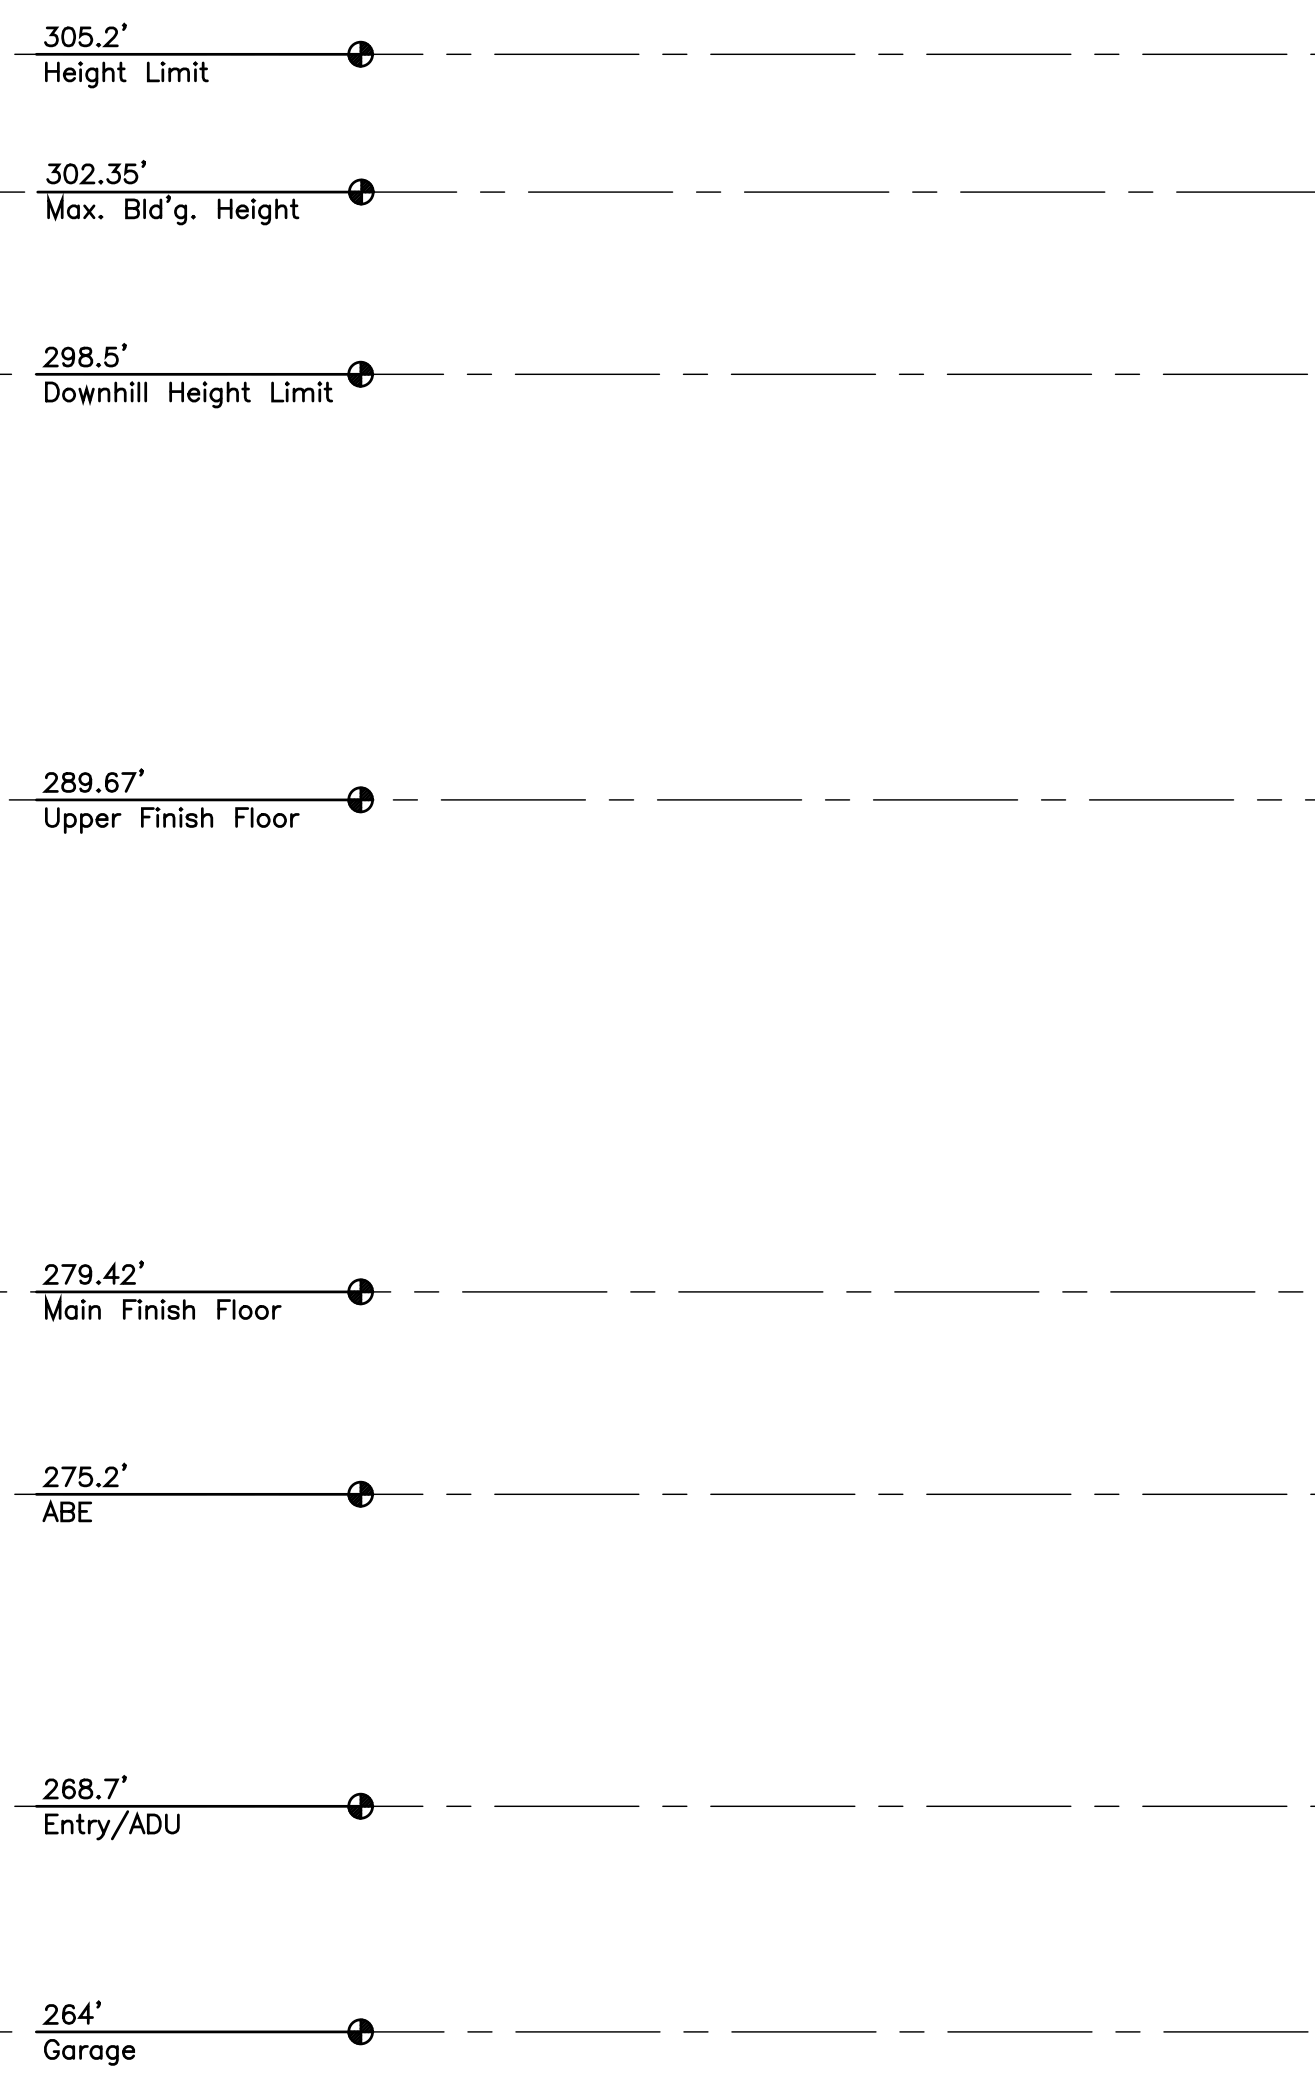 305.2’
Height Limit
302.35’
Max. Bld’g. Height
298.5’
Downhill Height Limit
289.67’
Upper Finish Floor
279.42’
Main Finish Floor
275.2’
ABE
268.7’
Entry/ADU
264’
Garage